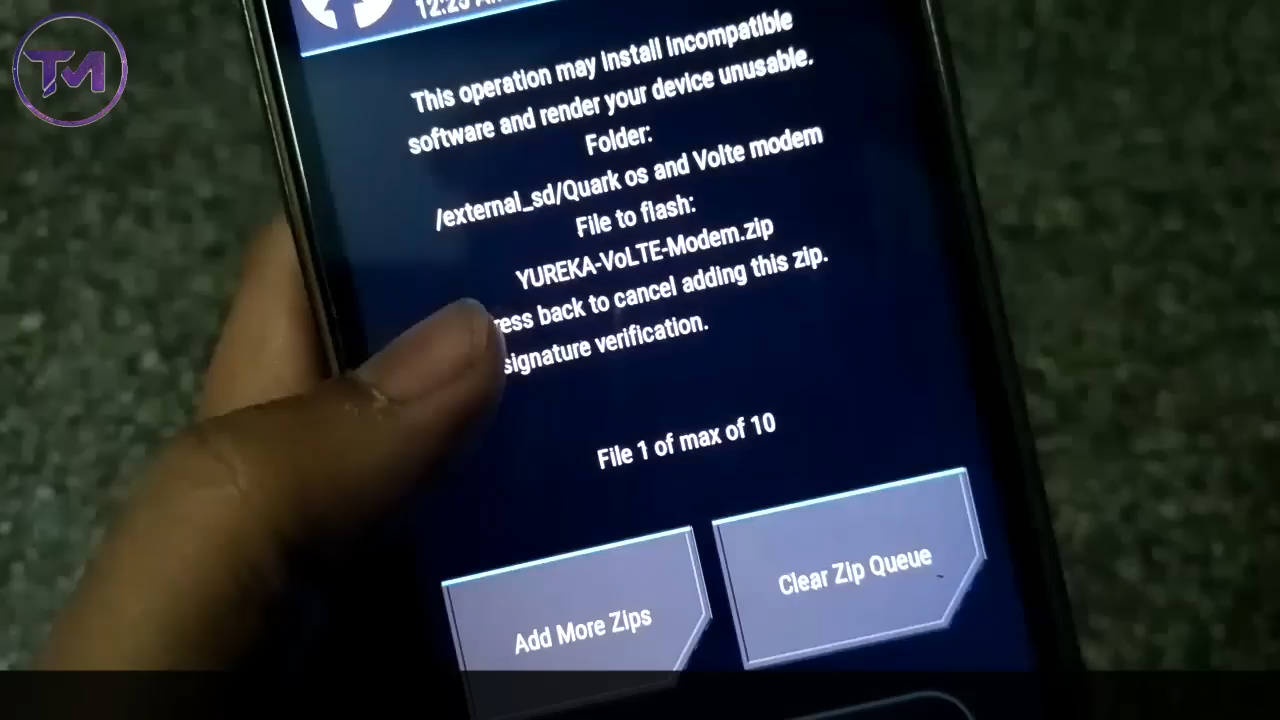 TM
This operation may install incompatible
software and render your device unusable.
Folder:
/external_sd/Quark os and Volte modem
File to flash:
YUREKA-VoLTE-Modem.zip
back to cancel adding this zip.
signature verification.
File 1 of max of 10
Add More Zips
Clear Zip Queue